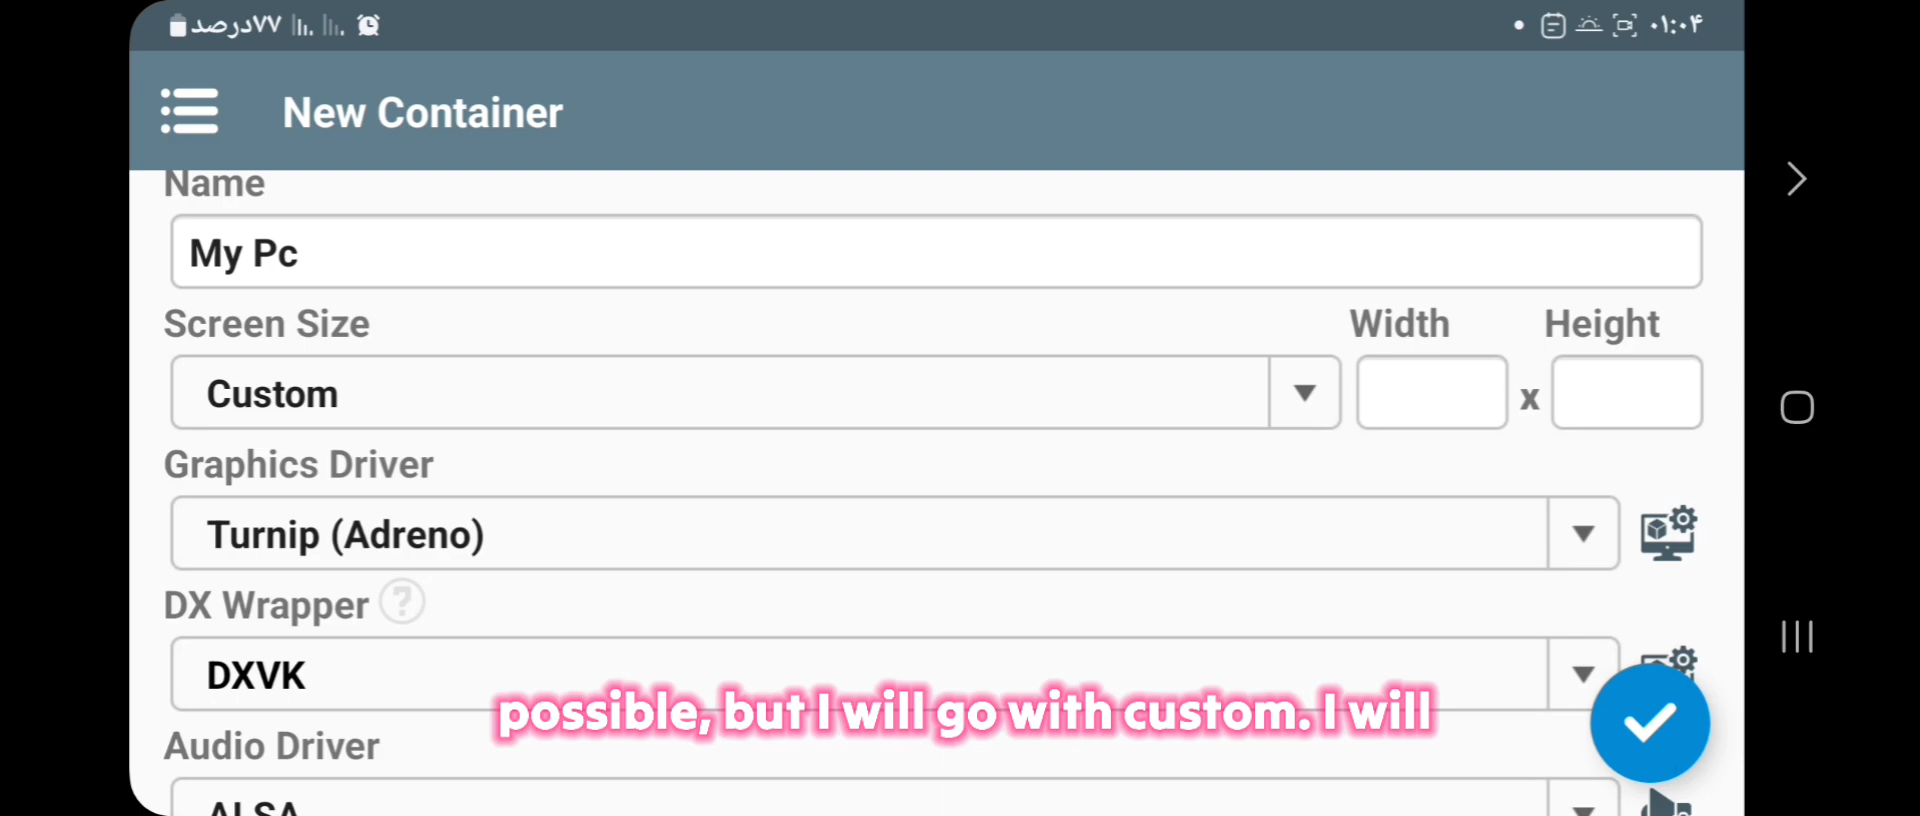 ۷۷درصد
۰۱:۰۴
New Container
Name
My Pc
Screen Size
Width
Height
Custom
x
Graphics Driver
Turnip (Adreno)
DX Wrapper ?
DXVK
possible, but I will go with custom. I will
Audio Driver
ALSA